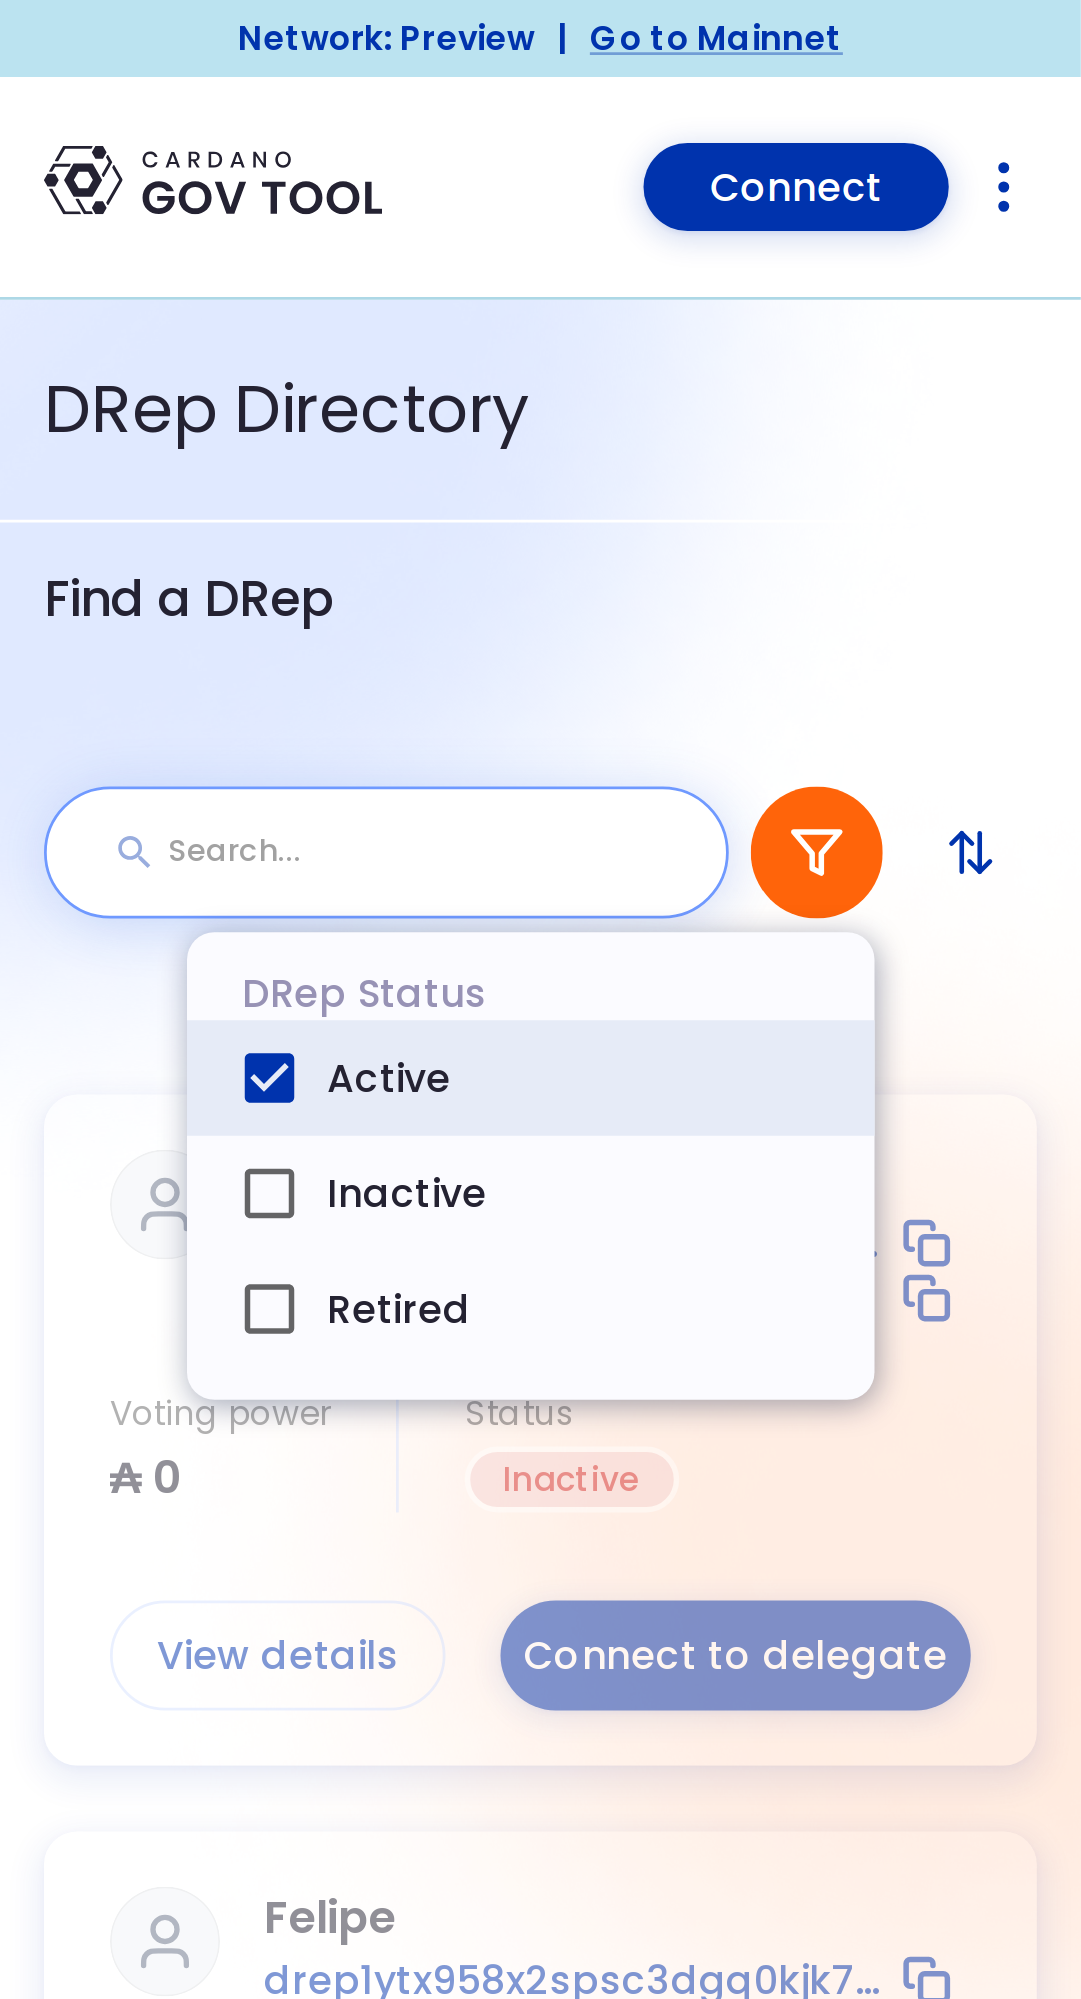 Network: Preview | Go to Mainnet
CARDANO
GOV TOOL
Connect
DRep Directory
Find a DRep
Search...
DRep Status
Active
Inactive
Retired
Voting power
Status
₳ 0
Inactive
View details
Connect to delegate
Felipe
drep1ytx958x2spsc3dgq0kjk7...